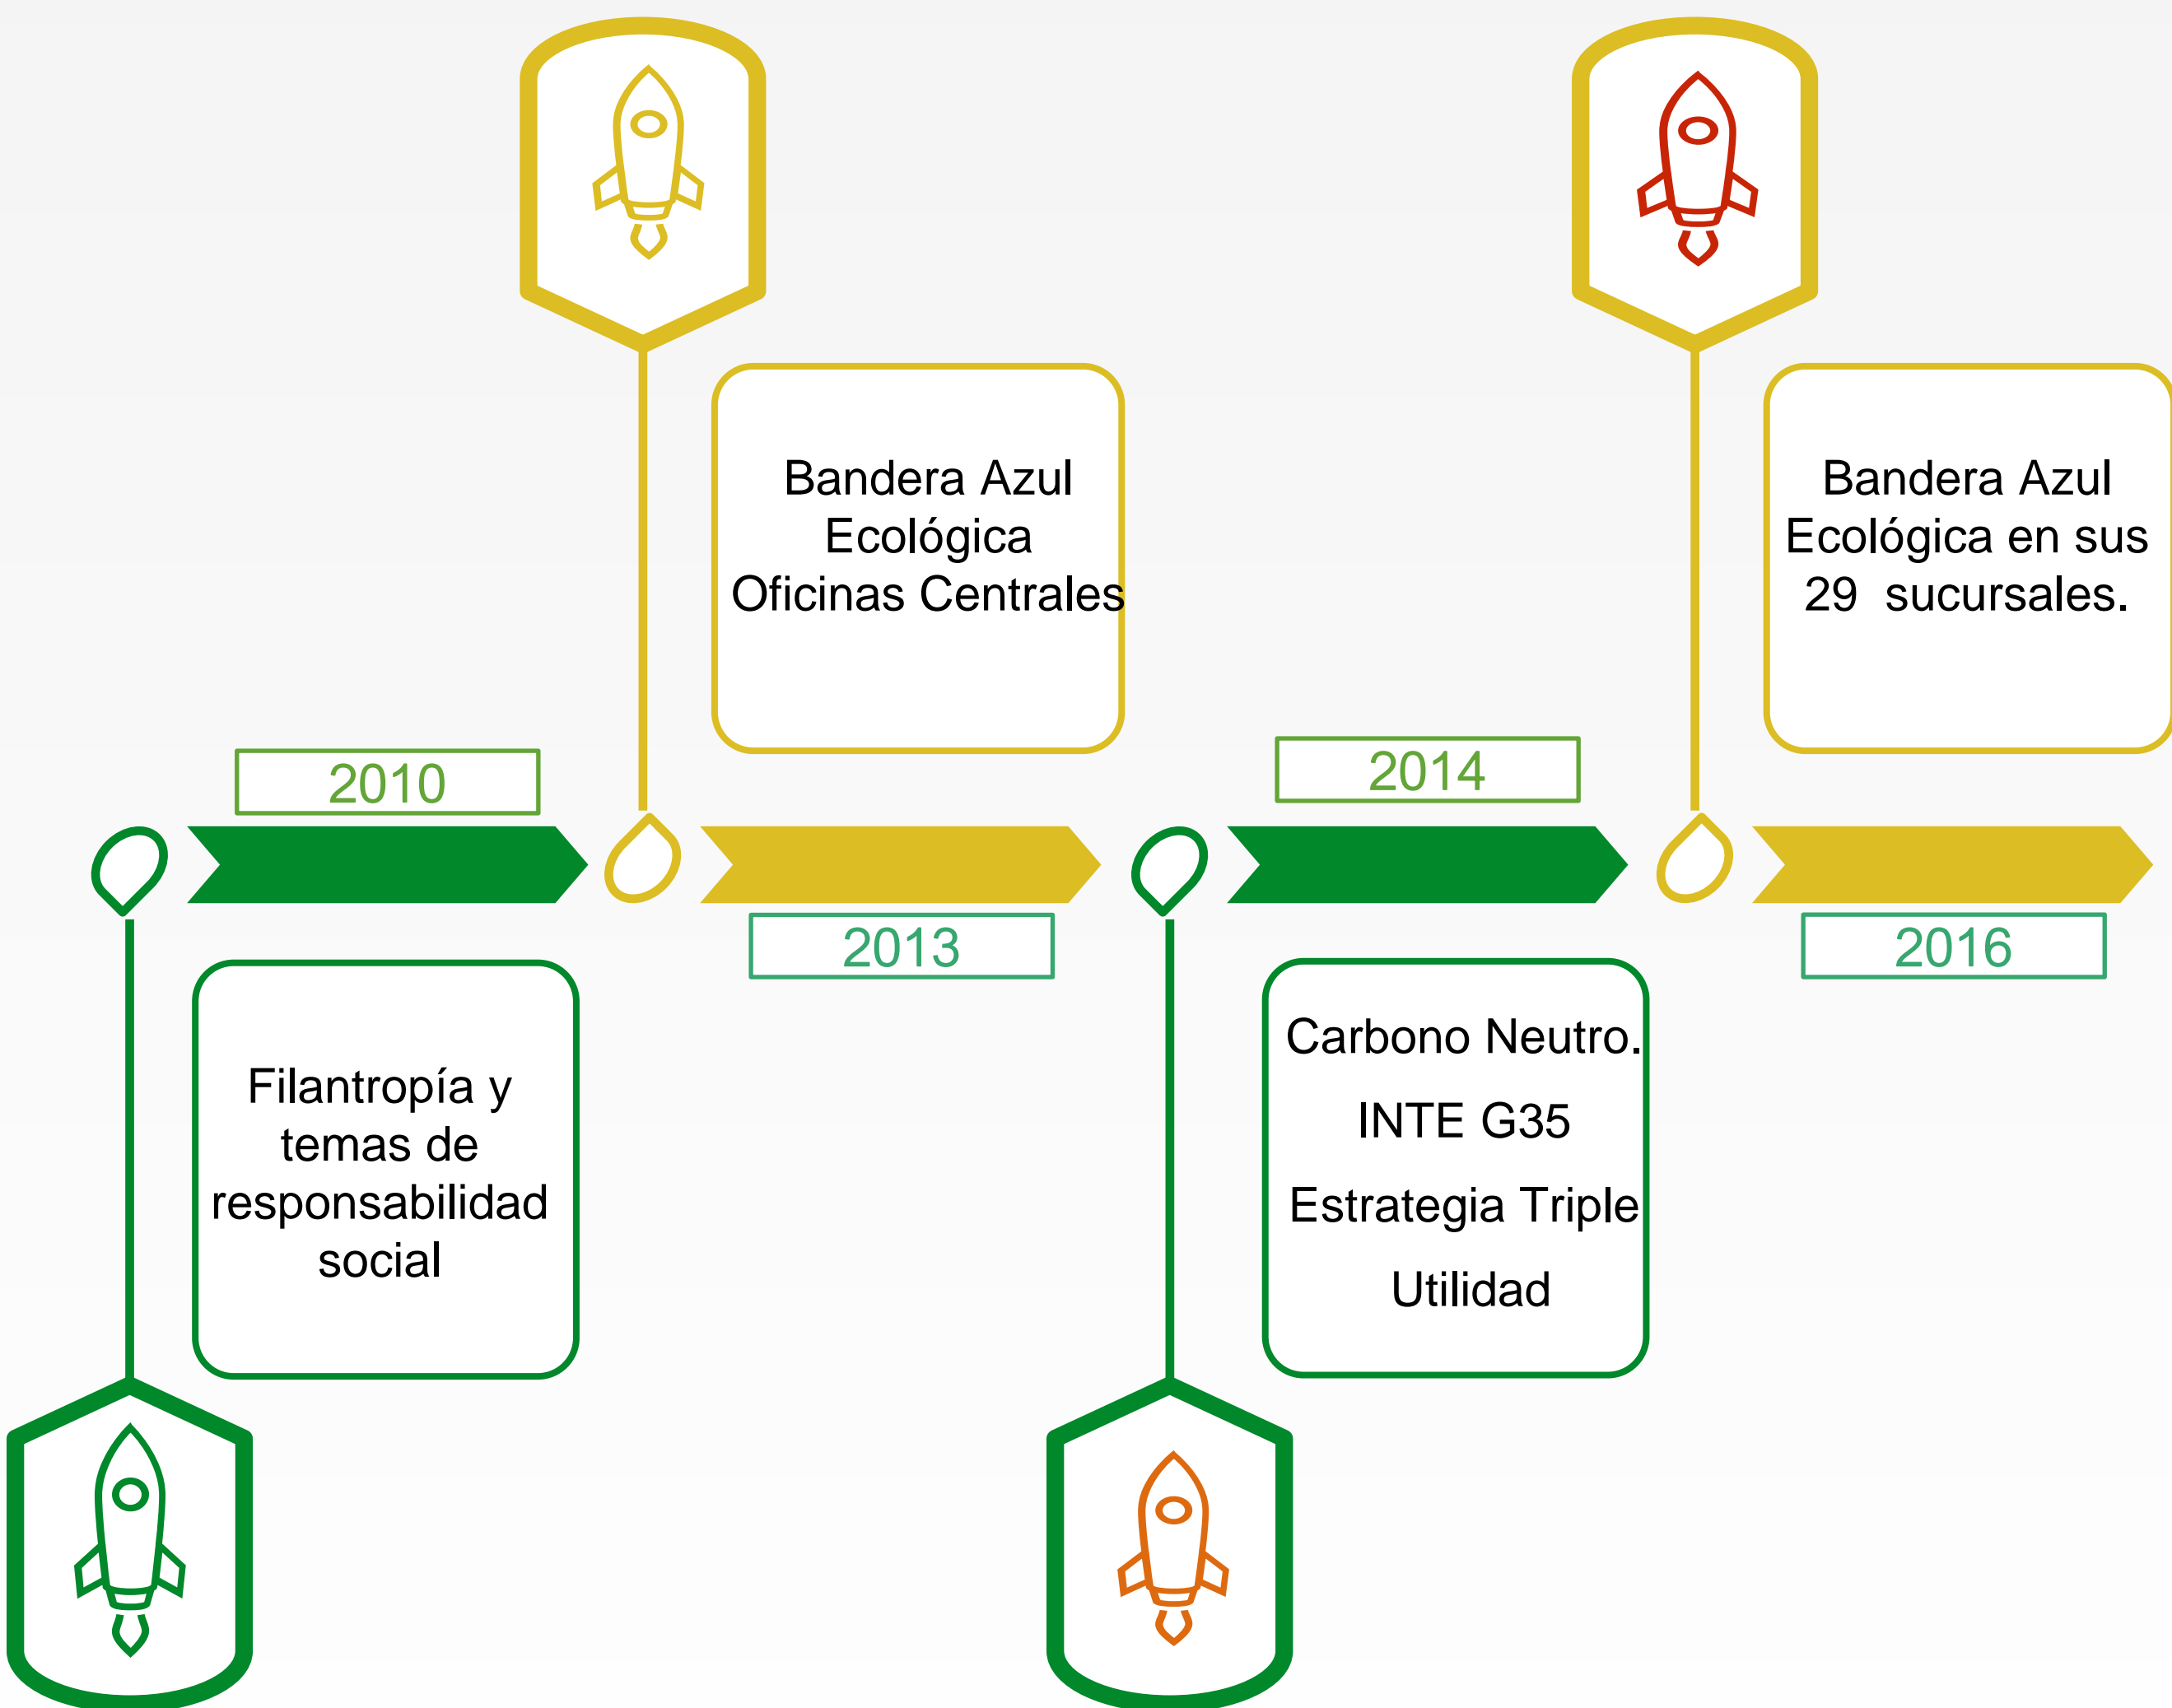 2010
Filantropía y
temas de
responsabilidad
social
Bandera Azul
Ecológica
Oficinas Centrales
2013
2014
Carbono Neutro.
INTE G35
Estrategia Triple
Utilidad
Bandera Azul
Ecológica en sus
29 sucursales.
2016